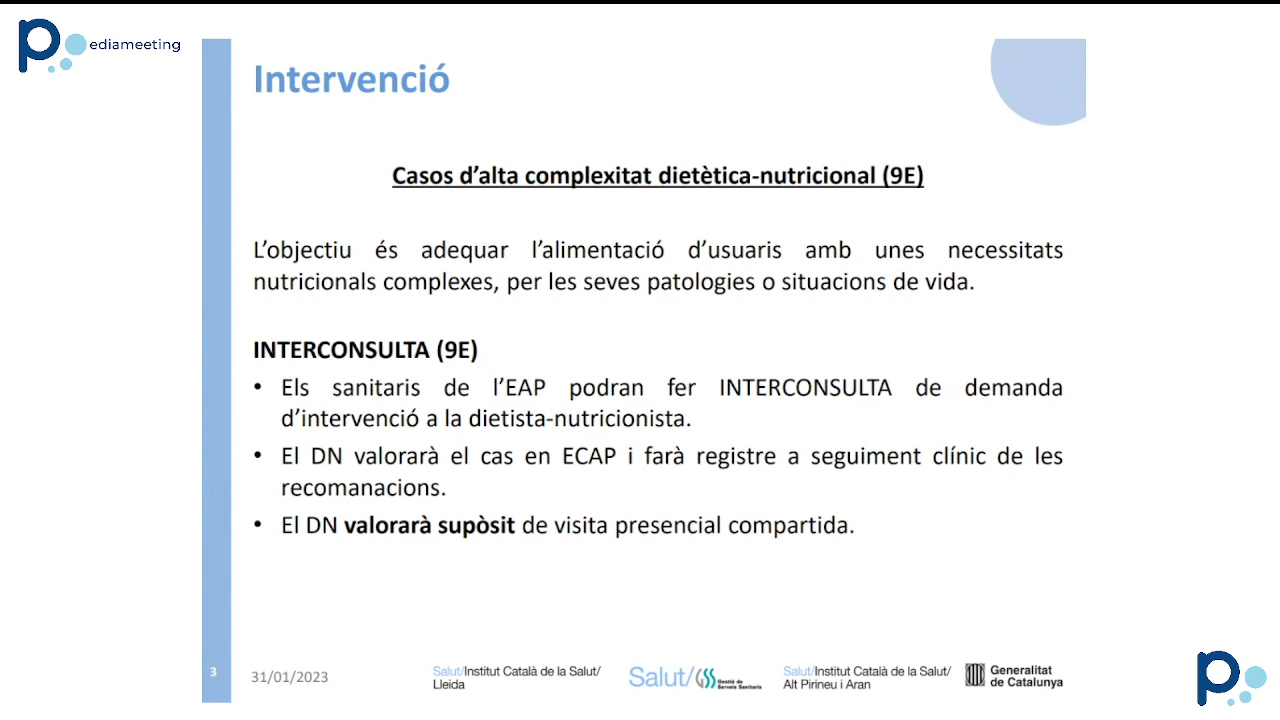 Pediameeting
Intervenció
Casos d’alta complexitat dietètica-nutricional (9E)
L’objectiu és adequar l’alimentació d’usuaris amb unes necessitats
nutricionals complexes, per les seves patologies o situacions de vida.
INTERCONSULTA (9E)
• Els sanitaris de l’EAP podran fer INTERCONSULTA de demanda
d’intervenció a la dietista-nutricionista.
• El DN valorarà el cas en ECAP i farà registre a seguiment clínic de les
recomanacions.
• El DN valorarà supòsit de visita presencial compartida.
3
31/01/2023
Salut/Institut Català de la Salut/
Lleida
Salut/GSS Gestió de
Serveis Sanitaris
Salut/Institut Català de la Salut/
Alt Pirineu i Aran
Generalitat
de Catalunya
P